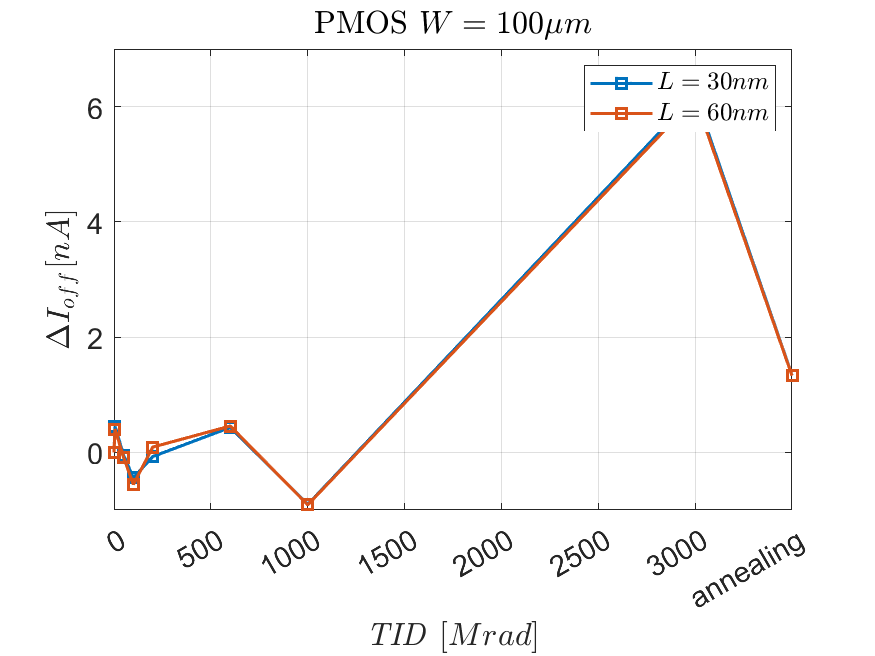 PMOS W = 100μm
L = 30nm
L = 60nm
6
4
2
0
ΔI_off[nA]
0
500
1000
1500
2000
2500
3000
annealing
TID [Mrad]